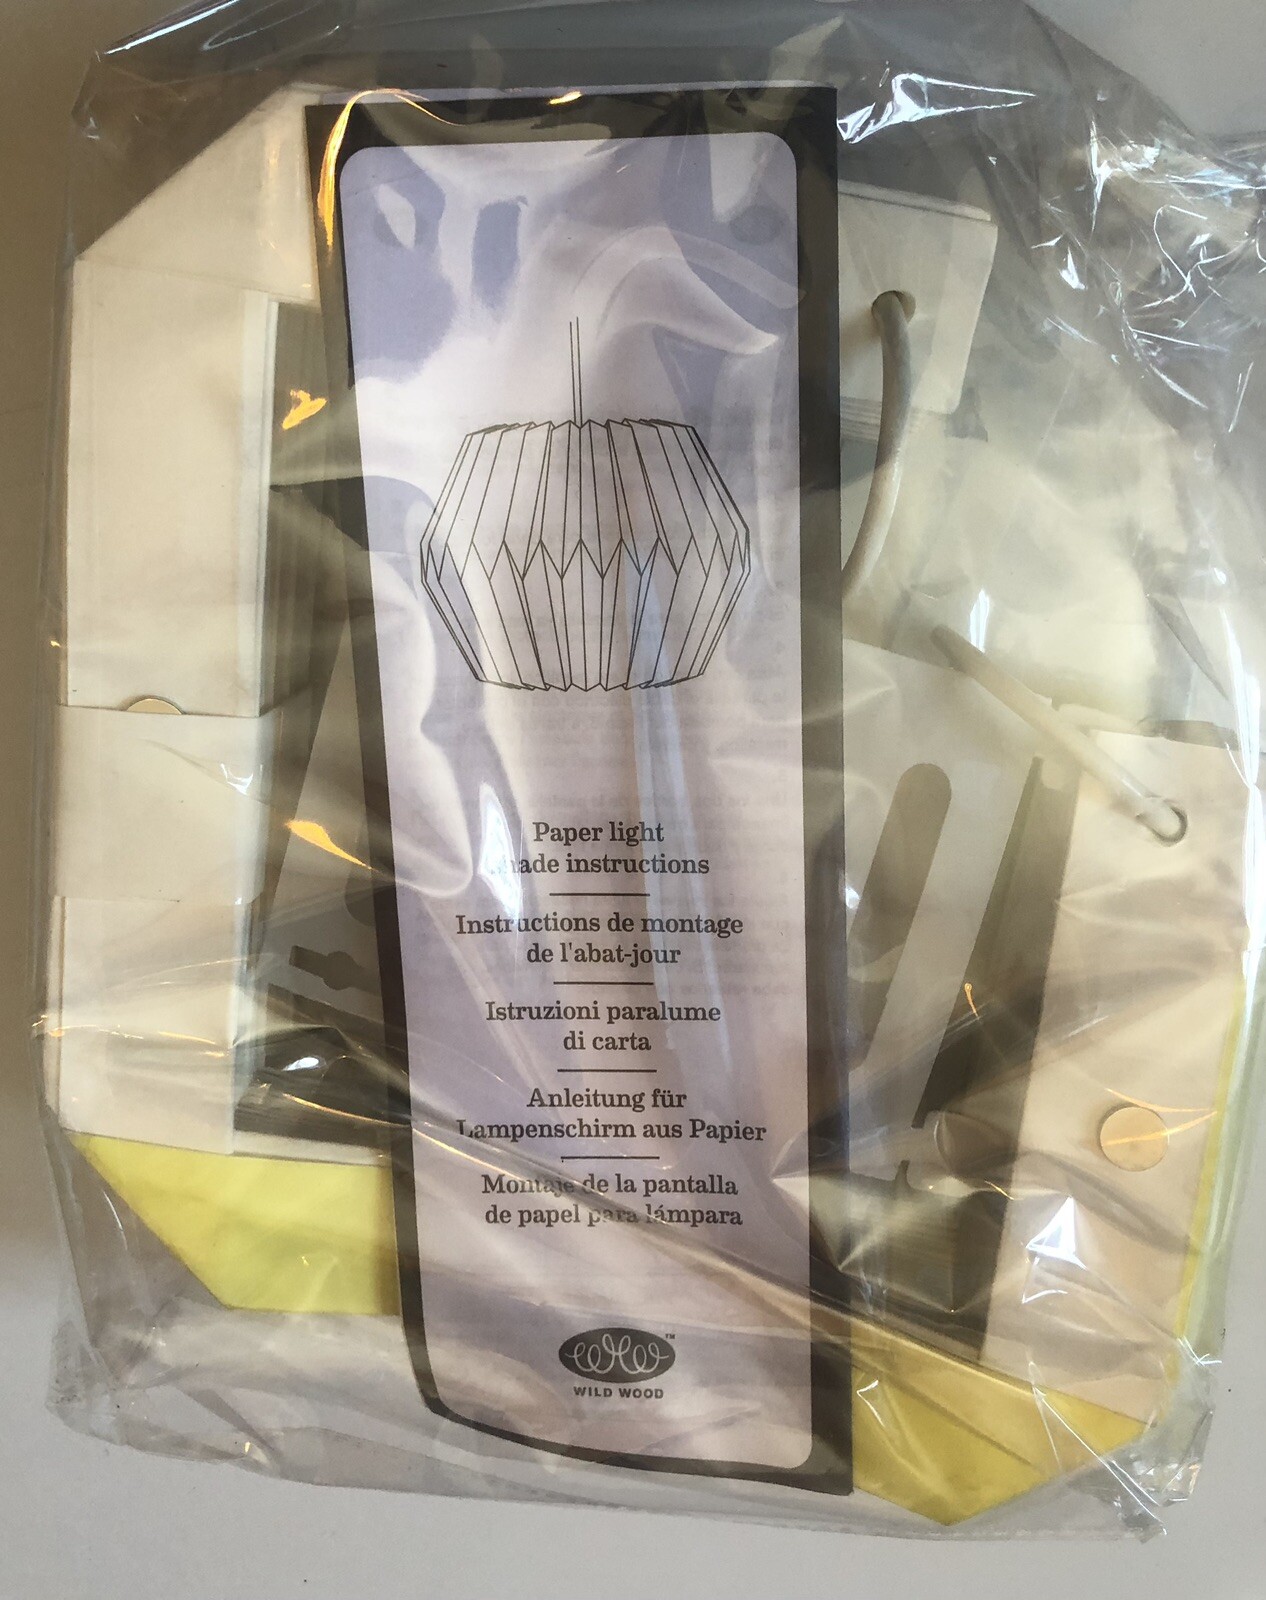 Paper light
shade instructions
Instructions de montage
de l'abat-jour
Istruzioni paralume
di carta
Anleitung für
Lampenschirm aus Papier
Montaje de la pantalla
de papel para lámpara
WHW™
WILD WOOD